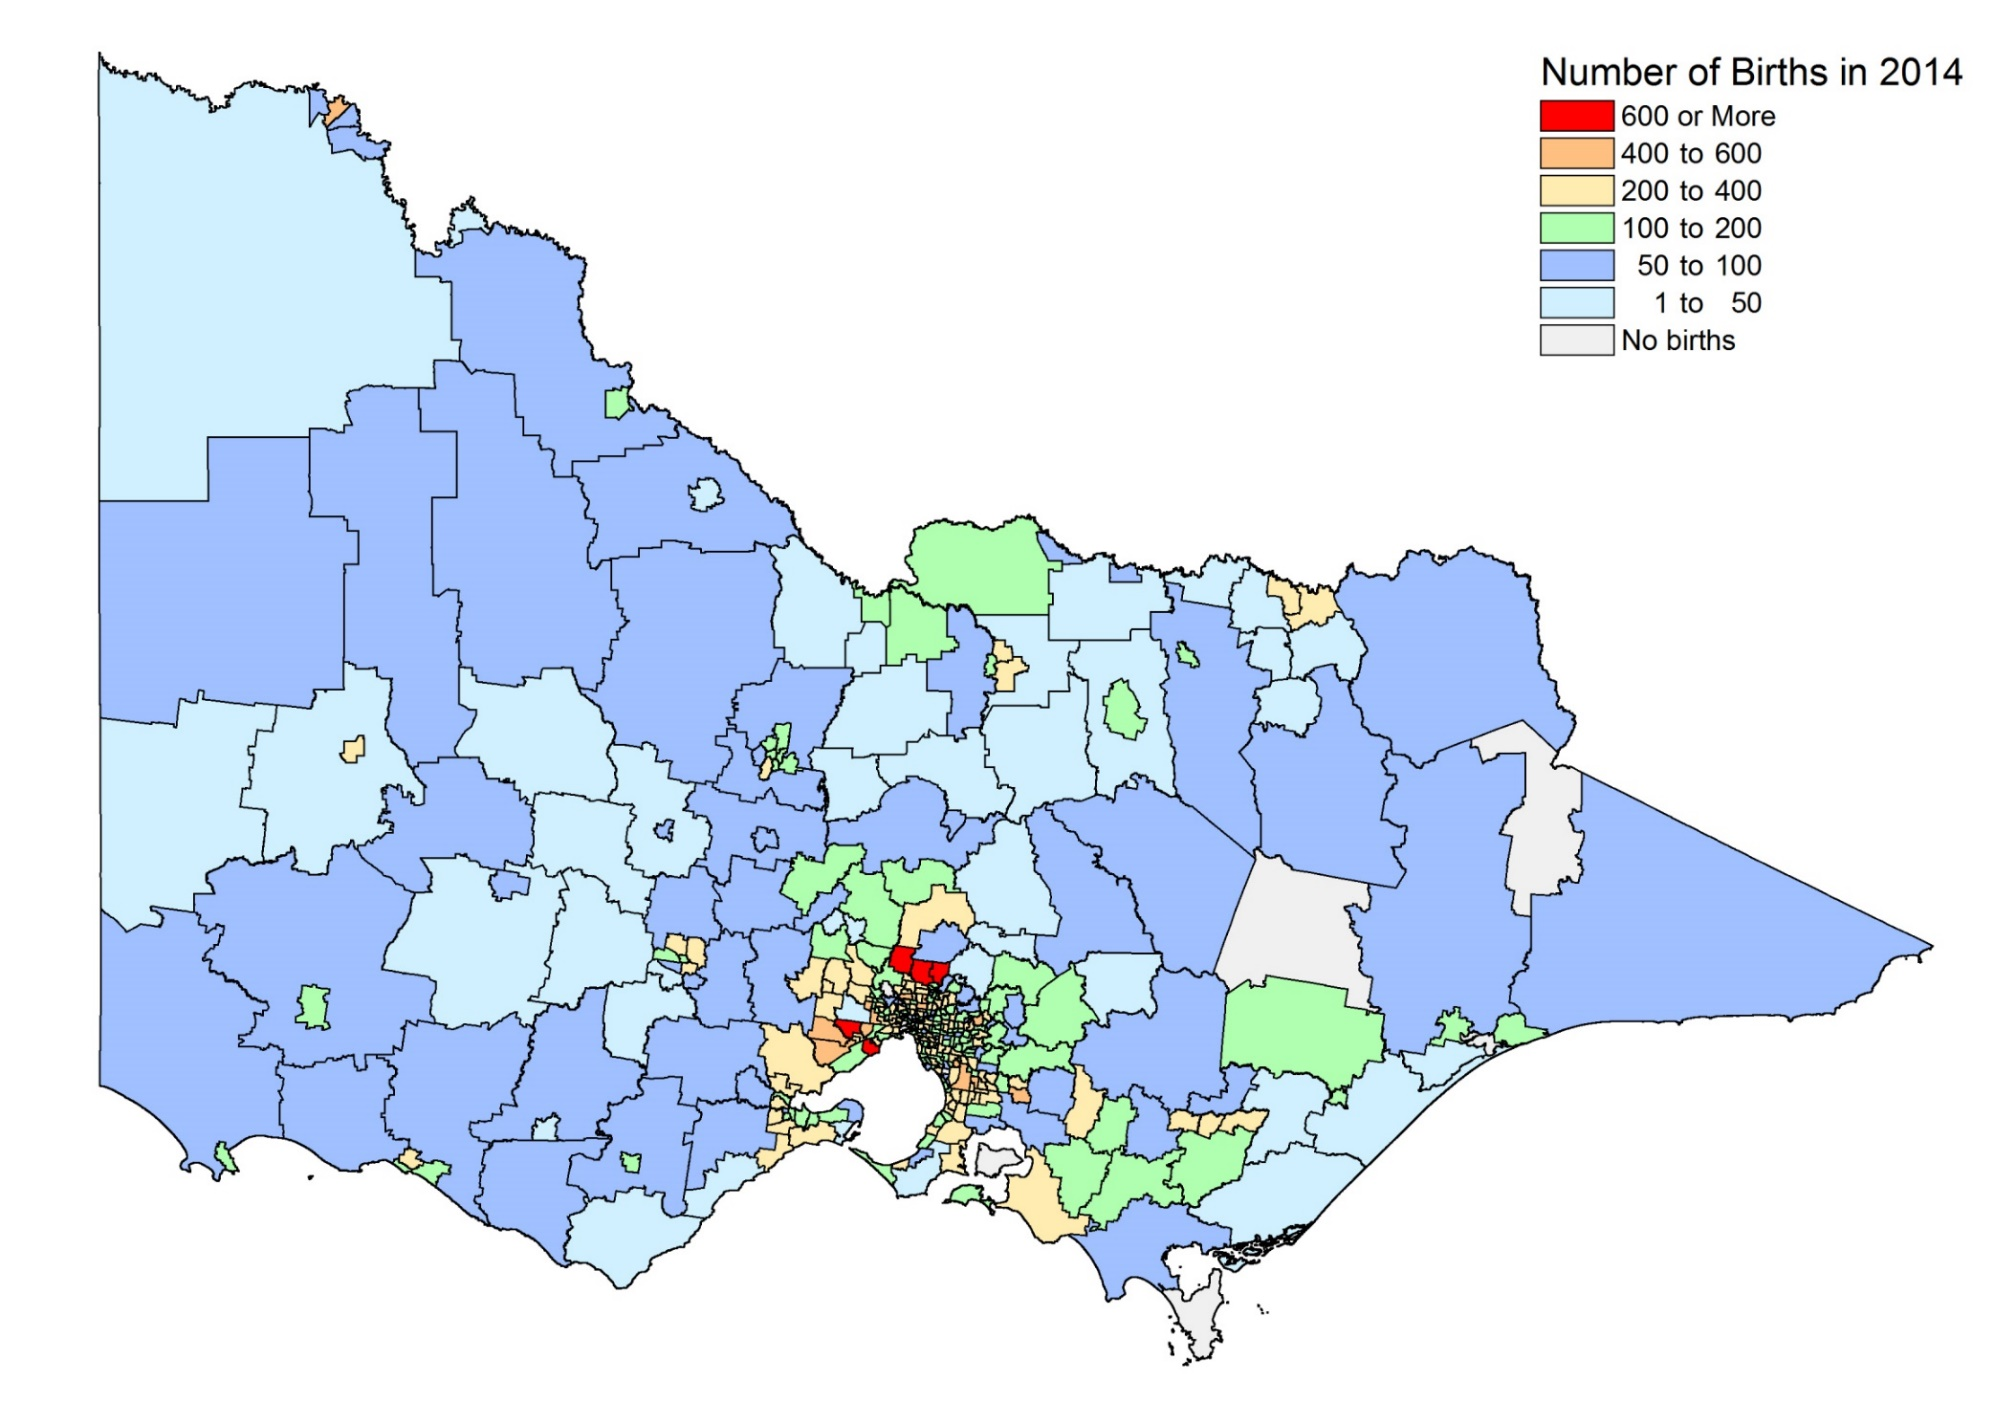 Number of Births in 2014
600 or More
400 to 600
200 to 400
100 to 200
50 to 100
1 to 50
No births